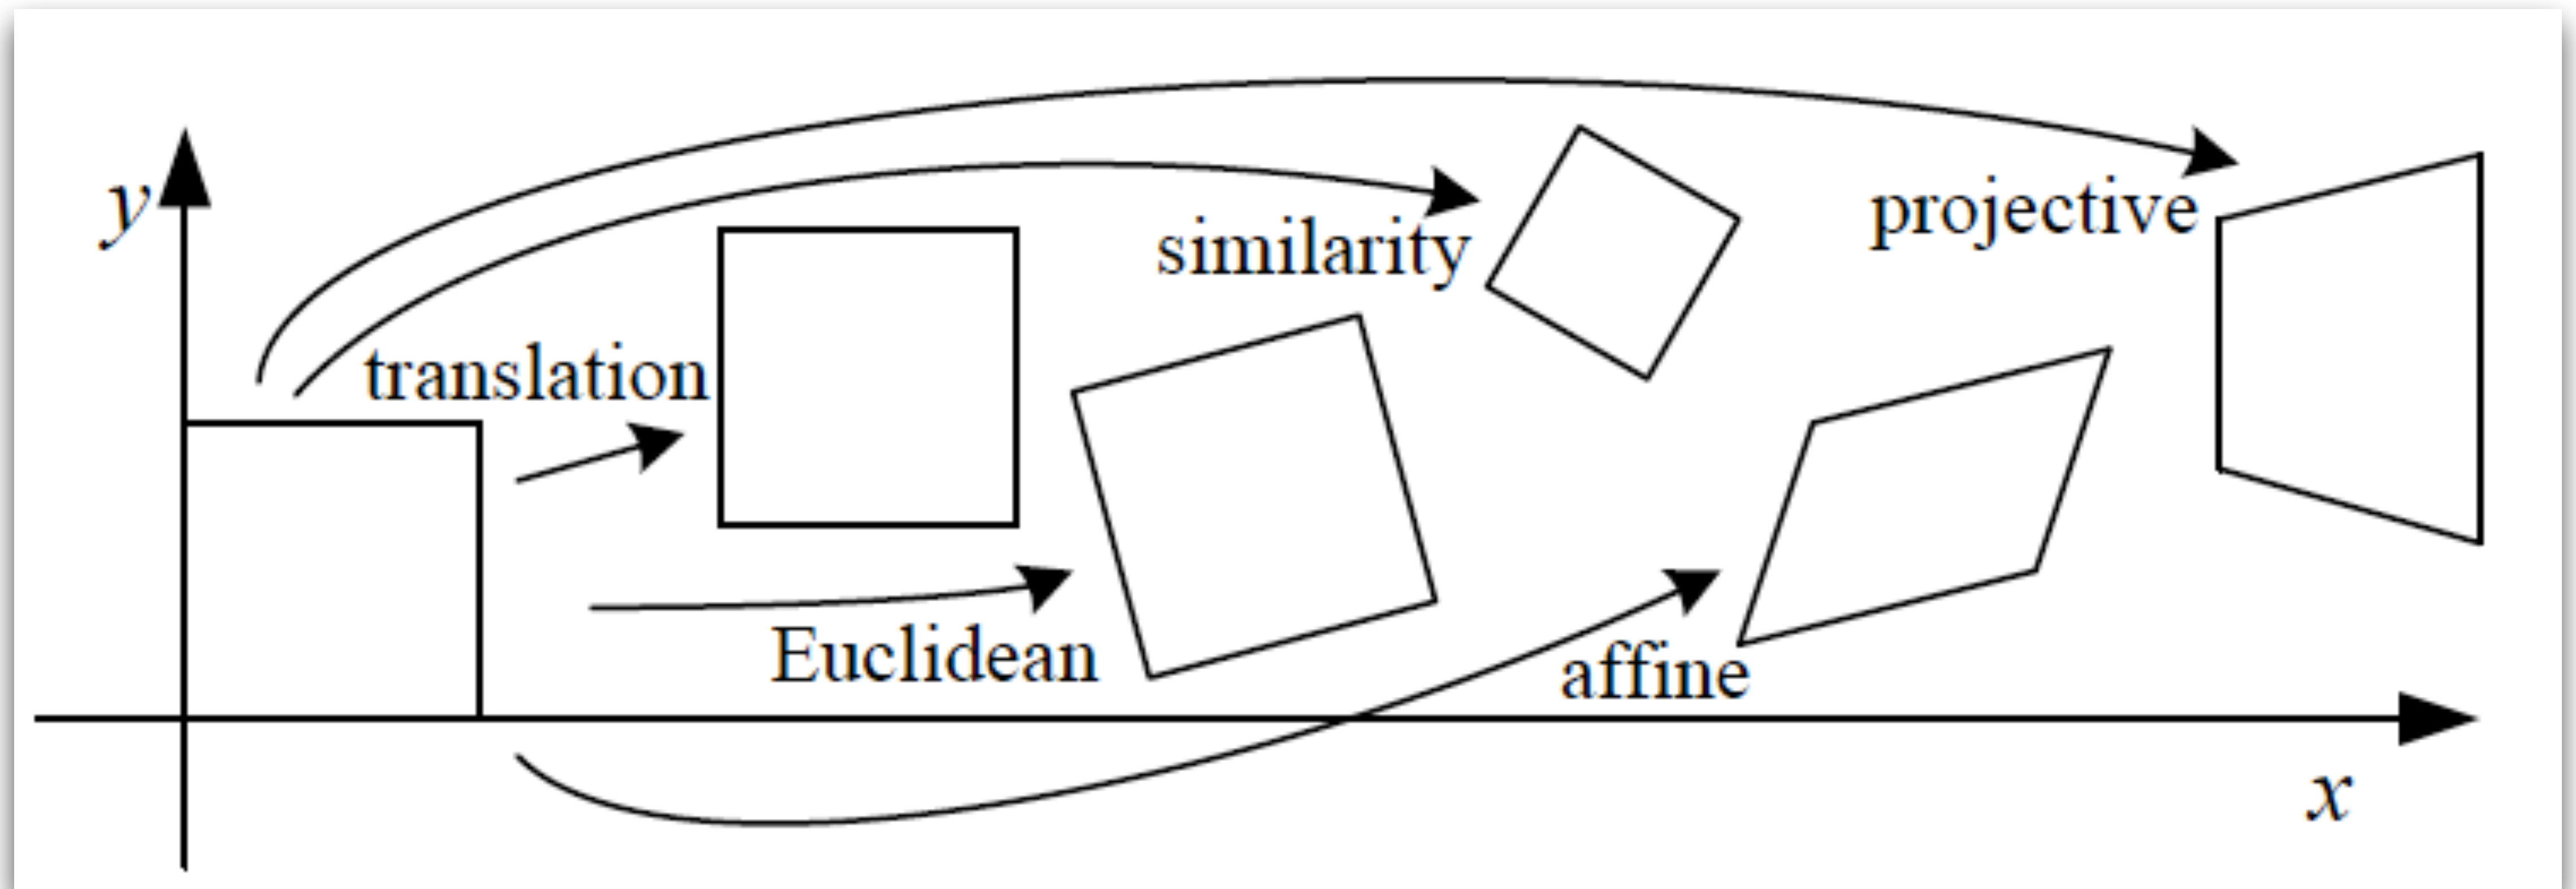 y
similarity
projective
translation
Euclidean
affine
x